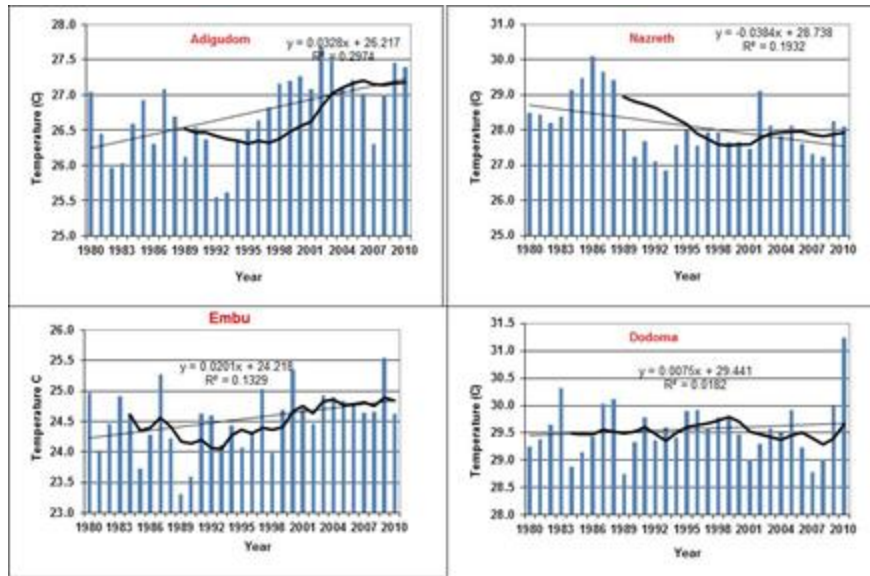 Adigudom
y = 0.0328x + 26.217
R² = 0.2974
28.0
27.5
27.0
26.5
26.0
25.5
25.0
Temperature (C)
1980 1983 1986 1989 1992 1995 1998 2001 2004 2007 2010
Year
Nazreth
y = -0.0384x + 28.738
R² = 0.1932
31.0
30.0
29.0
28.0
27.0
26.0
25.0
Temperature (C)
1980 1983 1986 1989 1992 1995 1998 2001 2004 2007 2010
Year
Embu
y = 0.0201x + 24.218
R² = 0.1329
26.0
25.5
25.0
24.5
24.0
23.5
23.0
Temperature C
1980 1983 1986 1989 1992 1995 1998 2001 2004 2007 2010
Year
Dodoma
y = 0.0075x + 29.441
R² = 0.0182
31.5
31.0
30.5
30.0
29.5
29.0
28.5
28.0
Temperature (C)
1980 1983 1986 1989 1992 1995 1998 2001 2004 2007 2010
Year